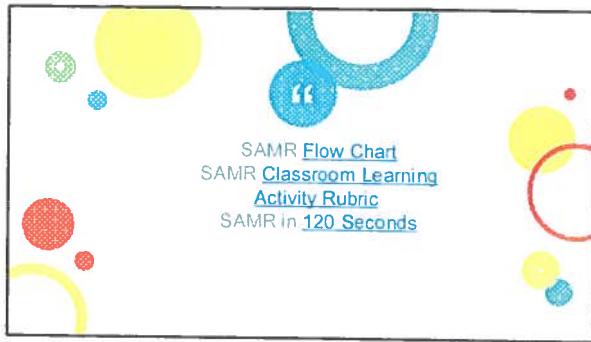 “
SAMR Flow Chart
SAMR Classroom Learning
Activity Rubric
SAMR in 120 Seconds